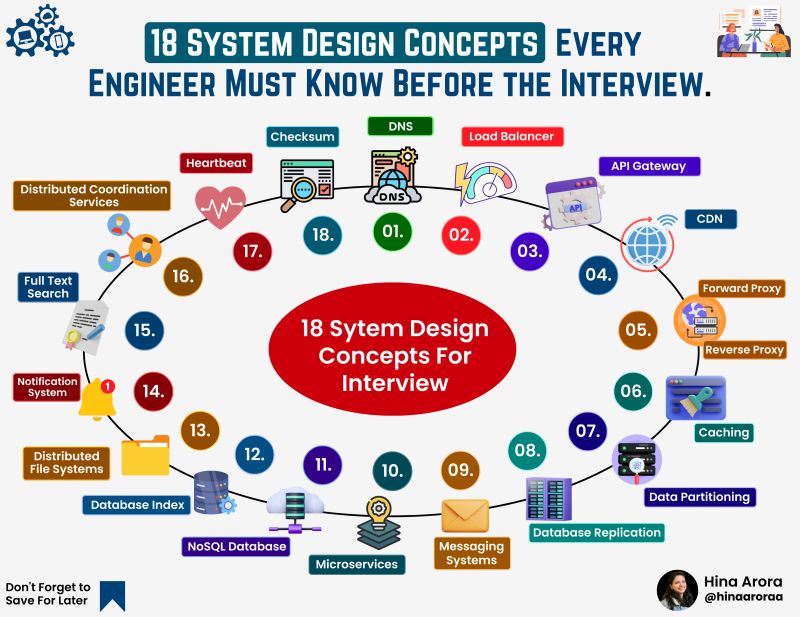 18 SYSTEM DESIGN CONCEPTS EVERY
ENGINEER MUST KNOW BEFORE THE INTERVIEW.
DNS
DNS
01.
Load Balancer
02.
API Gateway
API
03.
CDN
04.
Forward Proxy
05.
Reverse Proxy
06.
Caching
07.
Data Partitioning
08.
Database Replication
09.
Messaging
Systems
10.
Microservices
11.
NoSQL Database
12.
Database Index
13.
Distributed
File Systems
14.
Notification
System
1
15.
Full Text
Search
16.
Distributed Coordination
Services
17.
Heartbeat
18.
Checksum
18 Sytem Design
Concepts For
Interview
Don't Forget to
Save For Later
Hina Arora
@hinaaroraa